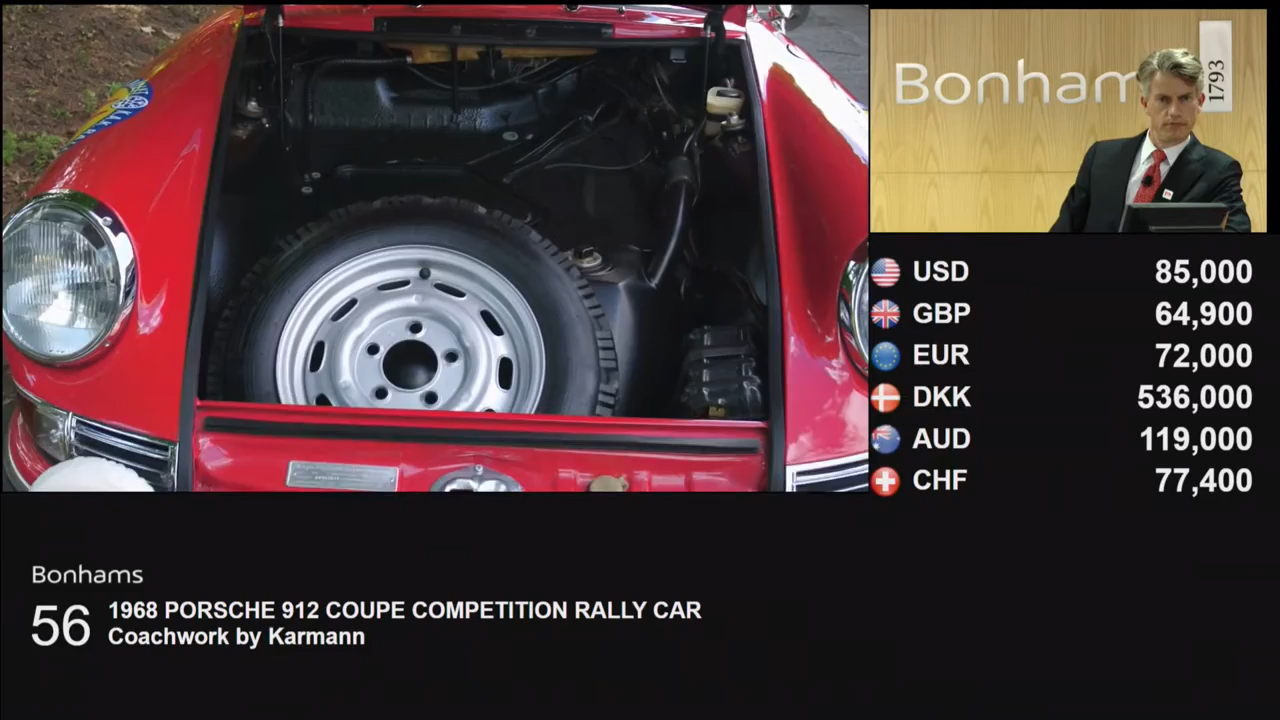 Bonhams
1793
USD 85,000
GBP 64,900
EUR 72,000
DKK 536,000
AUD 119,000
CHF 77,400
Bonhams
56
1968 PORSCHE 912 COUPE COMPETITION RALLY CAR
Coachwork by Karmann